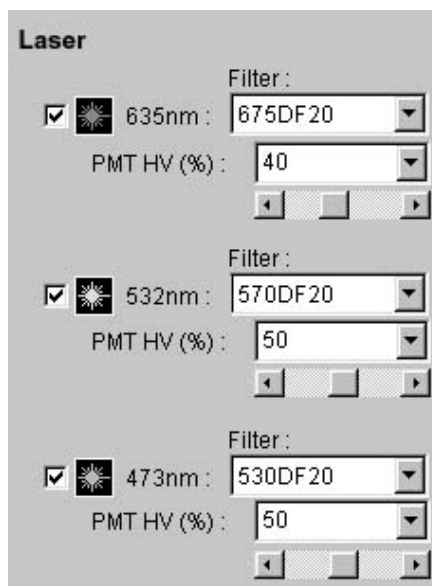 Laser
Filter :
635nm : 675DF20
PMT HV (%) : 40
Filter :
532nm : 570DF20
PMT HV (%) : 50
Filter :
473nm : 530DF20
PMT HV (%) : 50